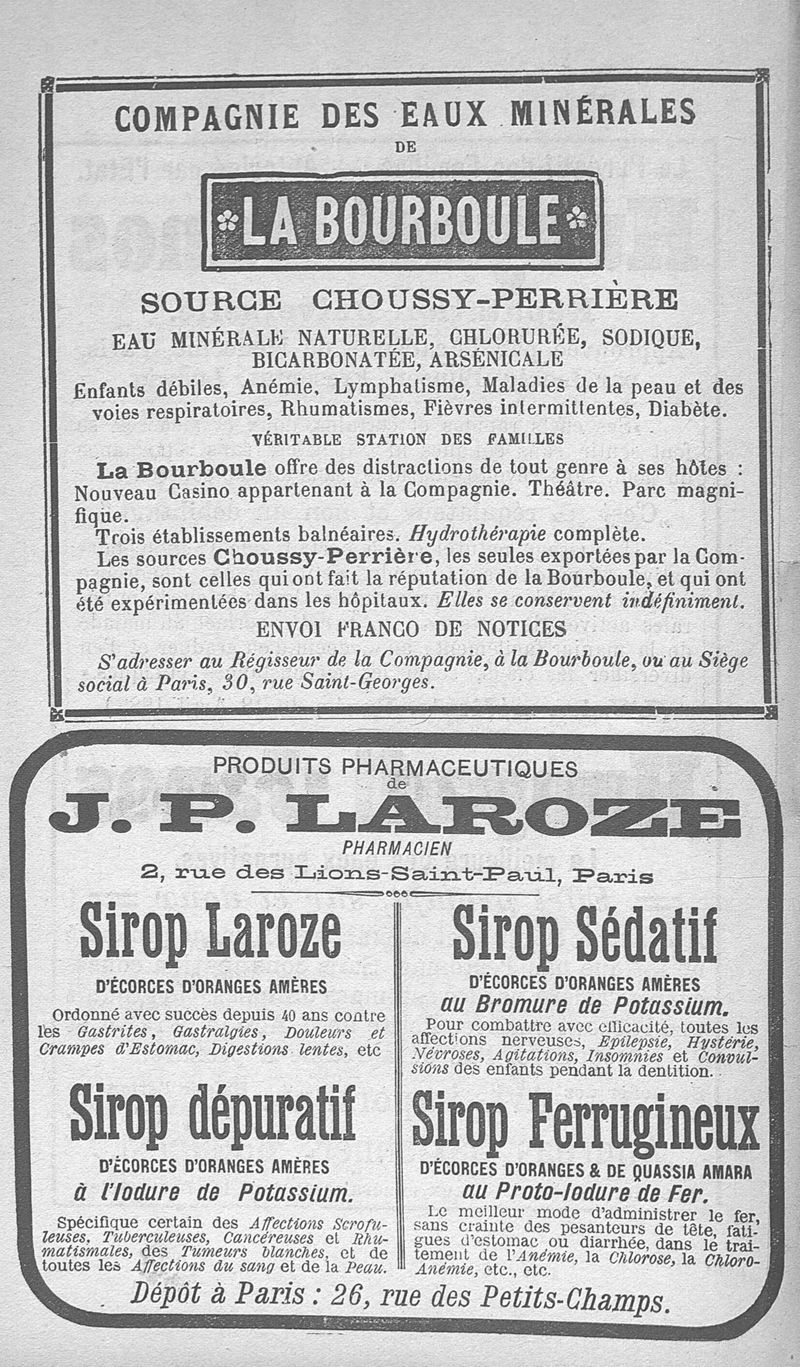 COMPAGNIE DES EAUX MINÉRALES
DE
LA BOURBOULE
SOURCE CHOUSSY-PERRIÈRE
EAU MINÉRALE NATURELLE, CHLORURÉE, SODIQUE,
BICARBONATÉE, ARSÉNICALE
Enfants débiles, Anémie, Lymphatisme, Maladies de la peau et des
voies respiratoires, Rhumatismes, Fièvres intermittentes, Diabète.
VÉRITABLE STATION DES FAMILLES
La Bourboule offre des distractions de tout genre à ses hôtes :
Nouveau Casino appartenant à la Compagnie. Théâtre. Parc magni-
fique.
Trois établissements balnéaires. Hydrothérapie complète.
Les sources Choussy-Perrière, les seules exportées par la Com-
pagnie, sont celles qui ont fait la réputation de la Bourboule, et qui ont
été expérimentées dans les hôpitaux. Elles se conservent indéfiniment.
ENVOI FRANCO DE NOTICES
S'adresser au Régisseur de la Compagnie, à la Bourboule, ou au Siège
social à Paris, 30, rue Saint-Georges.
PRODUITS PHARMACEUTIQUES
de
J. P. LAROZE
PHARMACIEN
2, rue des Lions-Saint-Paul, Paris
Sirop Laroze
D'ÉCORCES D'ORANGES AMÈRES
Ordonné avec succès depuis 40 ans contre
les Gastrites, Gastralgies, Douleurs et
Crampes d'Estomac, Digestions lentes, etc
Sirop dépuratif
D'ÉCORCES D'ORANGES AMÈRES
à l'Iodure de Potassium.
Spécifique certain des Affections Scrofu-
leuses, Tuberculeuses, Cancéreuses et Rhu-
matismales, des Tumeurs blanches, et de
toutes les Affections du sang et de la Peau.
Sirop Sédatif
D'ÉCORCES D'ORANGES AMÈRES
au Bromure de Potassium.
Pour combattre avec efficacité, toutes les
affections nerveuses, Epilepsie, Hystérie,
Névroses, Agitations, Insomnies et Convul-
sions des enfants pendant la dentition.
Sirop Ferrugineux
D'ÉCORCES D'ORANGES & DE QUASSIA AMARA
au Proto-Iodure de Fer.
Le meilleur mode d'administrer le fer,
sans crainte des pesanteurs de tête, fati-
gues d'estomac ou diarrhée, dans le trai-
tement de l'Anémie, la Chlorose, la Chloro-
Anémie, etc., etc.
Dépôt à Paris : 26, rue des Petits-Champs.